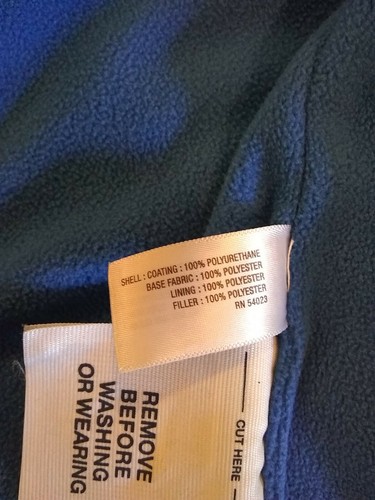 SHELL : COATING : 100% POLYURETHANE
BASE FABRIC : 100% POLYESTER
LINING : 100% POLYESTER
FILLER : 100% POLYESTER
RN 54023
REMOVE
BEFORE
WASHING
OR WEARING
CUT HERE